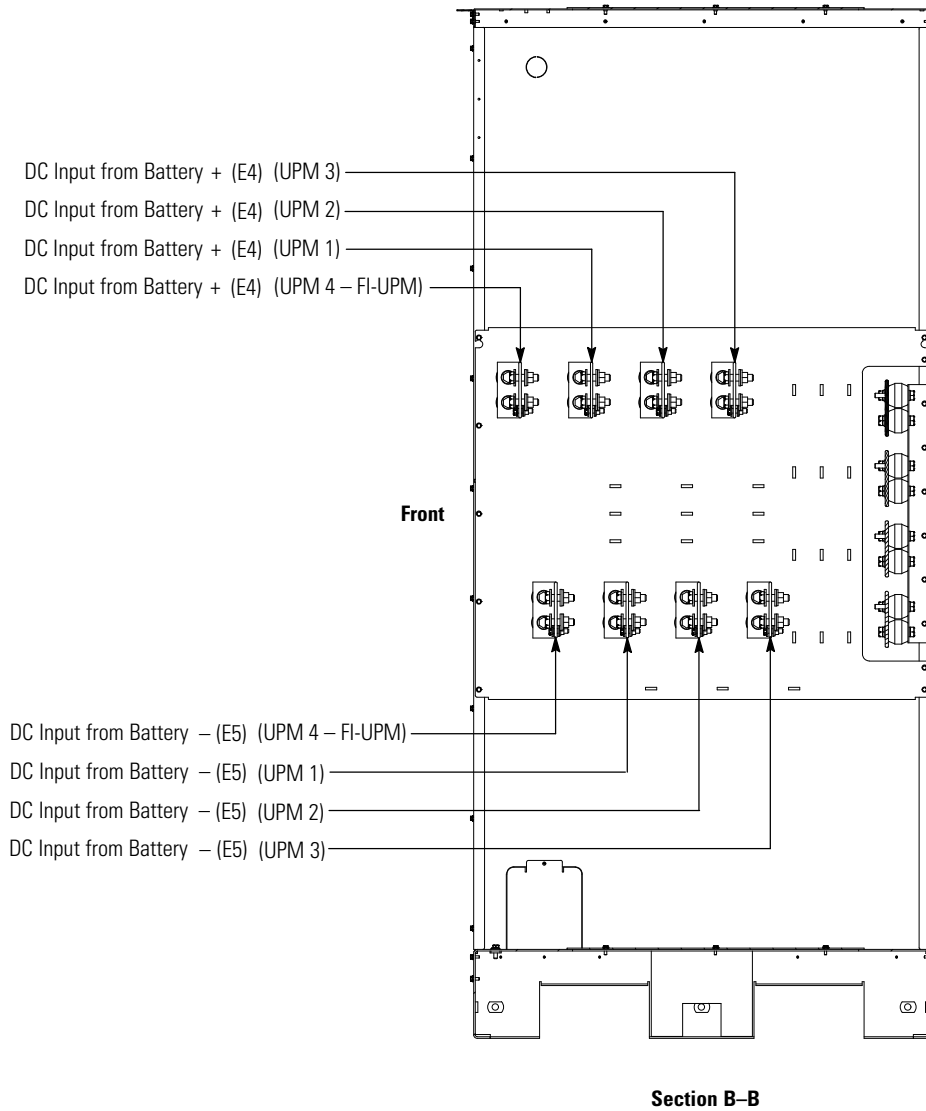 DC Input from Battery + (E4) (UPM 3)
DC Input from Battery + (E4) (UPM 2)
DC Input from Battery + (E4) (UPM 1)
DC Input from Battery + (E4) (UPM 4 – FI-UPM)
Front
DC Input from Battery – (E5) (UPM 4 – FI-UPM)
DC Input from Battery – (E5) (UPM 1)
DC Input from Battery – (E5) (UPM 2)
DC Input from Battery – (E5) (UPM 3)
Section B–B